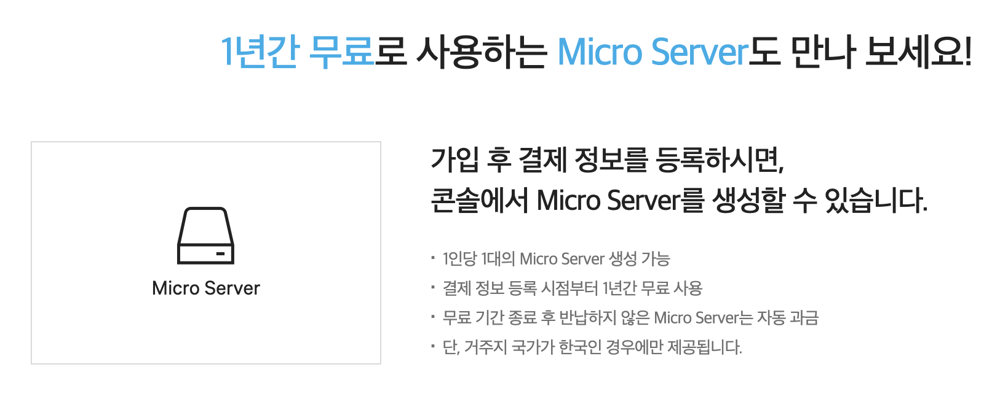 1년간 무료로 사용하는 Micro Server도 만나 보세요!
Micro Server
가입 후 결제 정보를 등록하시면,
콘솔에서 Micro Server를 생성할 수 있습니다.
· 1인당 1대의 Micro Server 생성 가능
· 결제 정보 등록 시점부터 1년간 무료 사용
· 무료 기간 종료 후 반납하지 않은 Micro Server는 자동 과금
· 단, 거주지 국가가 한국인 경우에만 제공됩니다.